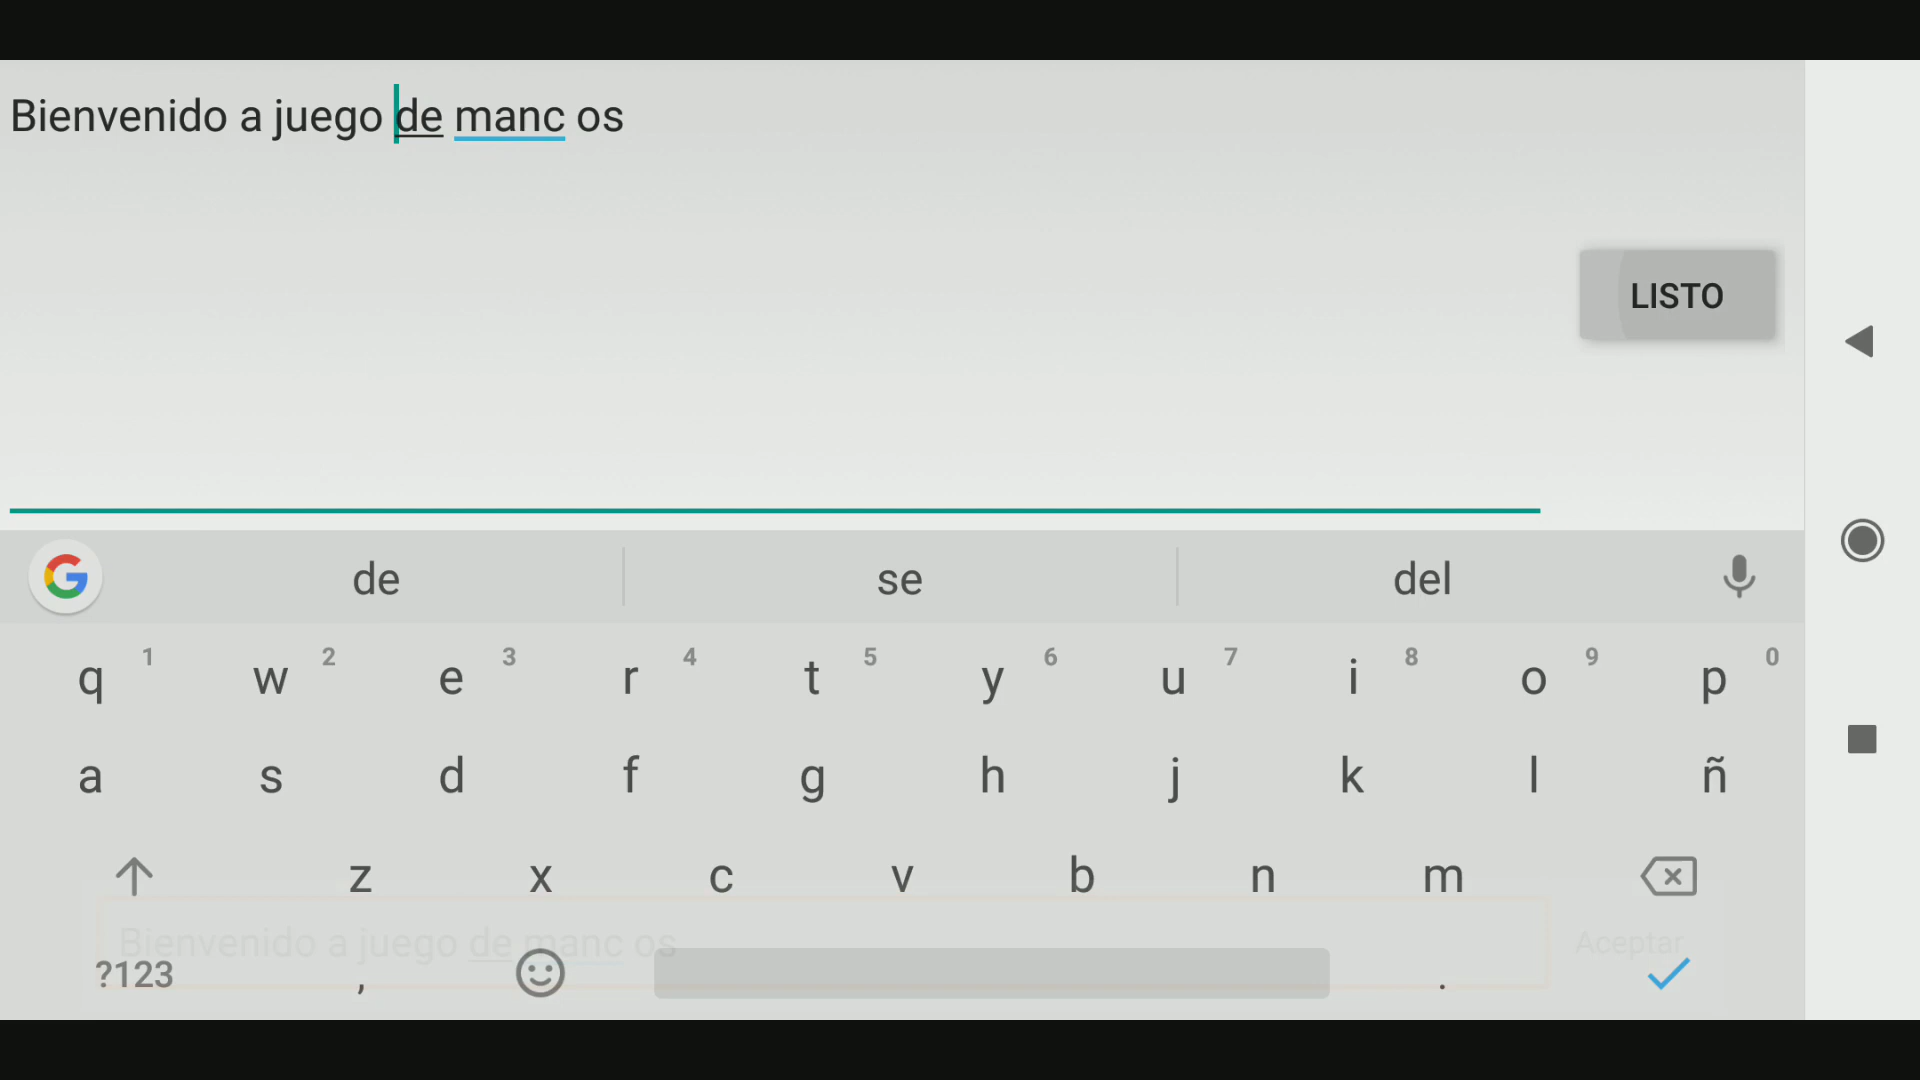 Bienvenido a juego de manc os
LISTO
de se del
q 1 w 2 e 3 r 4 t 5 y 6 u 7 i 8 o 9 p 0
a s d f g h j k l ñ
z x c v b n m
Bienvenido a juego de manc os Aceptar
?123 , .